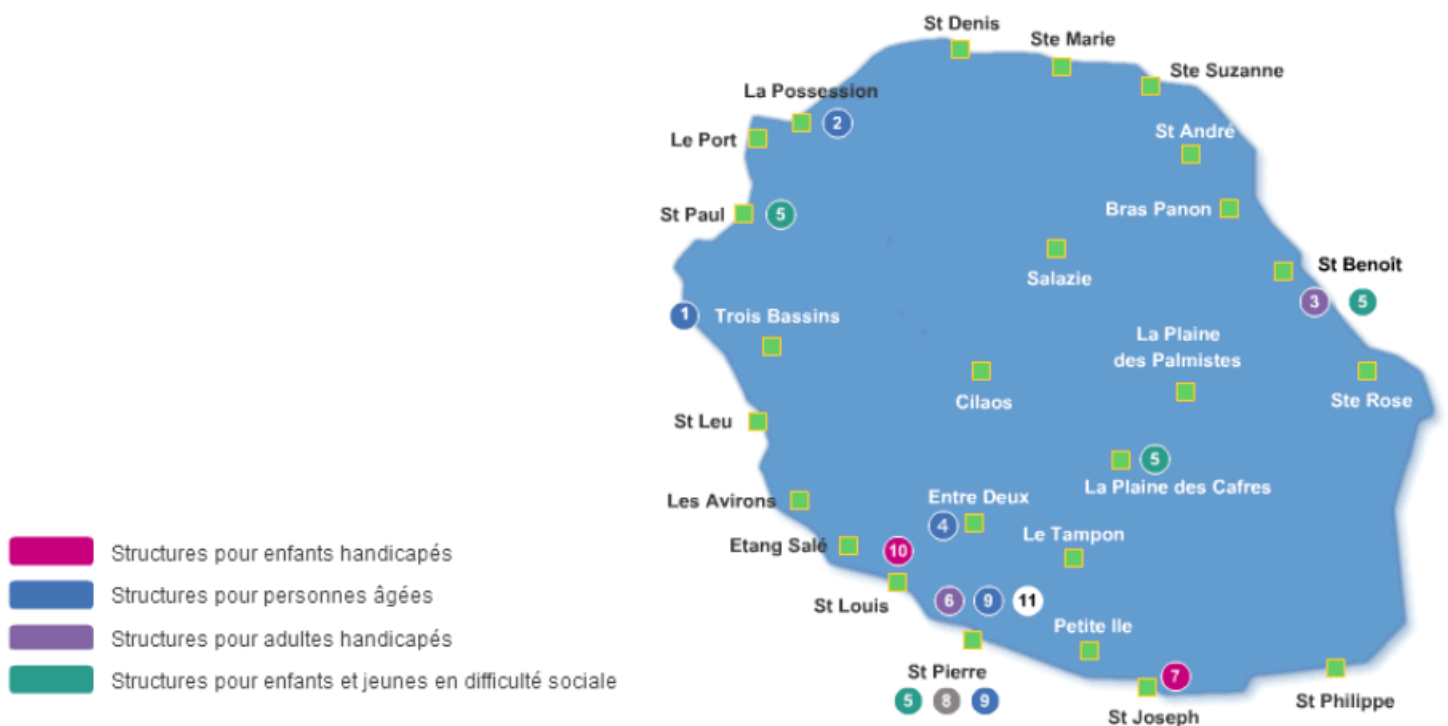 St Denis
Ste Marie
Ste Suzanne
La Possession
2
St André
Le Port
St Paul
5
Bras Panon
St Benoît
3
5
Salazie
1
Trois Bassins
La Plaine
des Palmistes
Cilaos
Ste Rose
St Leu
5
La Plaine des Cafres
Les Avirons
Entre Deux
4
Le Tampon
Etang Salé
10
St Louis
6
9
11
Petite Ile
St Pierre
5
8
9
7
St Joseph
St Philippe
Structures pour enfants handicapés
Structures pour personnes âgées
Structures pour adultes handicapés
Structures pour enfants et jeunes en difficulté sociale